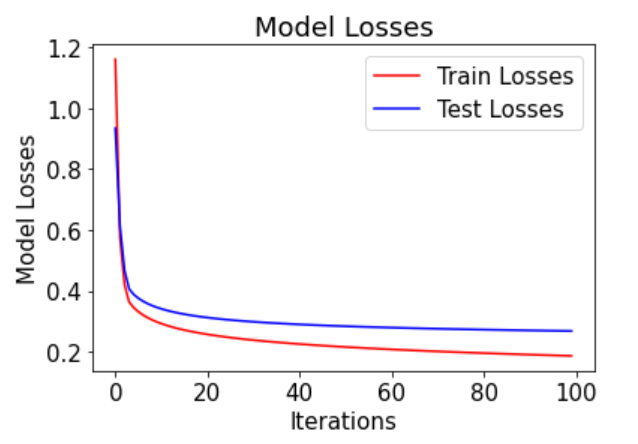 Model Losses
1.2
1.0
0.8
0.6
0.4
0.2
Model Losses
Train Losses
Test Losses
0 20 40 60 80 100
Iterations